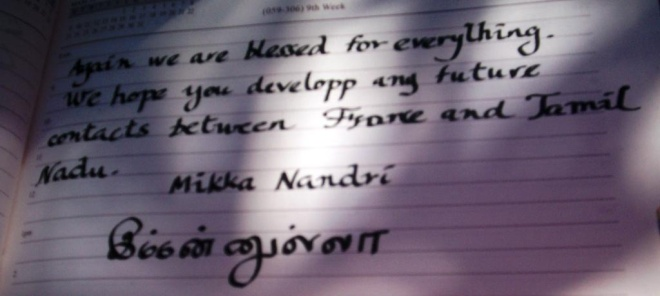 (059-306) 9th Week
Again we are blessed for everything.
We hope you developp any future
contacts between France and Tamil
Nadu.
Mikka Nandri